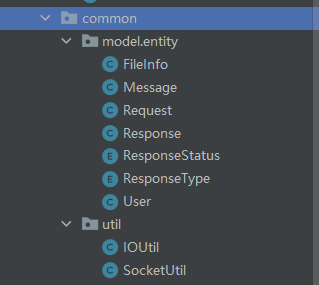 common
model.entity
C FileInfo
C Message
C Request
C Response
E ResponseStatus
E ResponseType
C User
util
C IOUtil
C SocketUtil